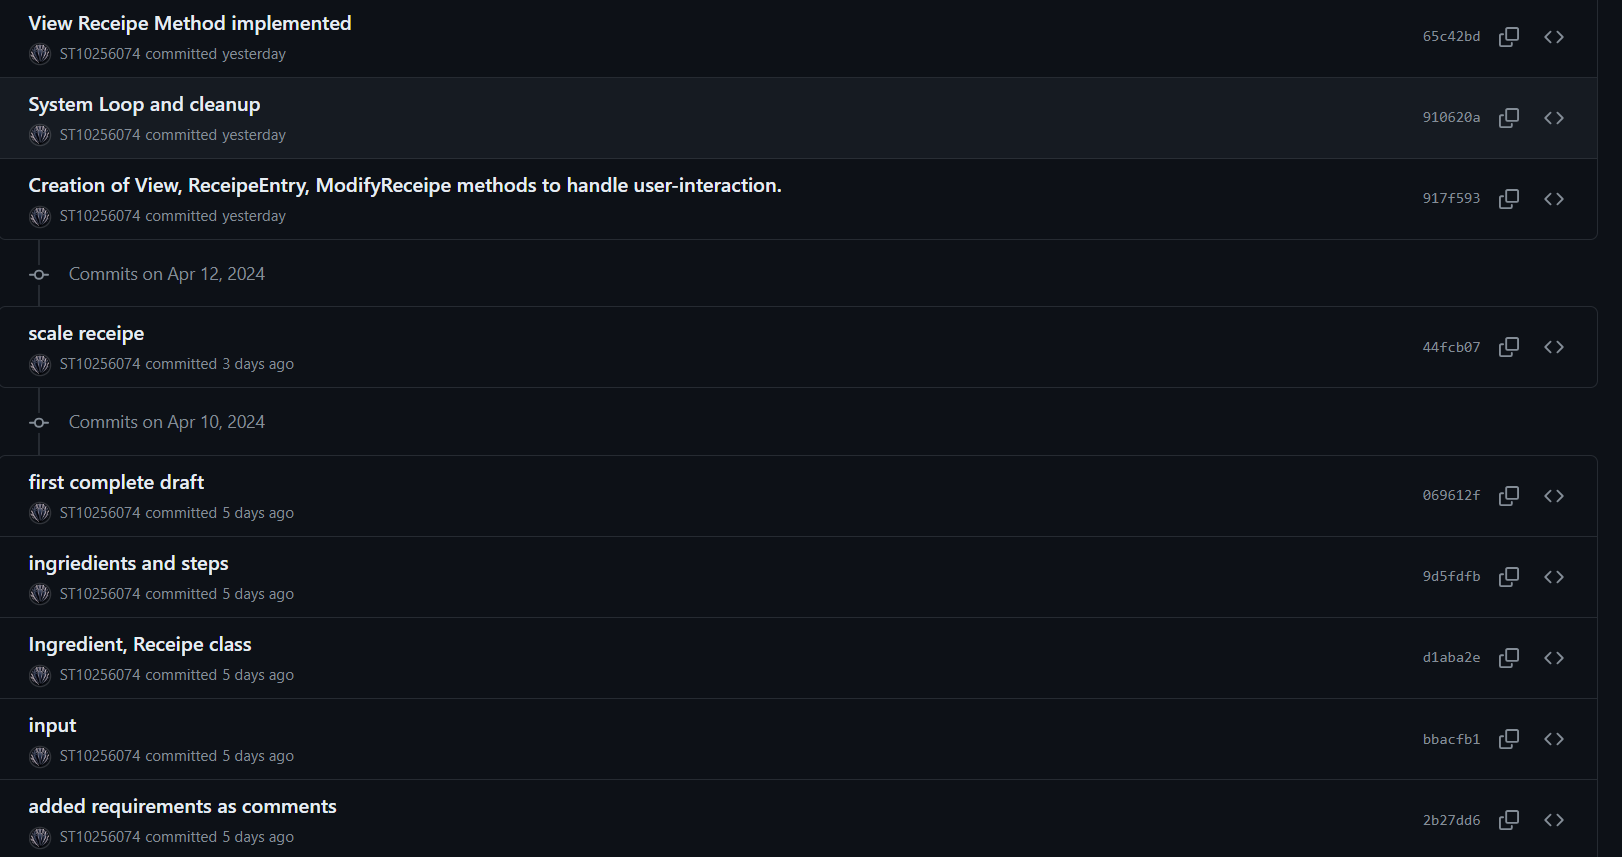 View Receipe Method implemented
ST10256074 committed yesterday
65c42bd
System Loop and cleanup
ST10256074 committed yesterday
910620a
Creation of View, ReceipeEntry, ModifyReceipe methods to handle user-interaction.
ST10256074 committed yesterday
917f593
Commits on Apr 12, 2024
scale receipe
ST10256074 committed 3 days ago
44fcb07
Commits on Apr 10, 2024
first complete draft
ST10256074 committed 5 days ago
069612f
ingriedients and steps
ST10256074 committed 5 days ago
9d5fdfb
Ingredient, Receipe class
ST10256074 committed 5 days ago
d1aba2e
input
ST10256074 committed 5 days ago
bbacfb1
added requirements as comments
ST10256074 committed 5 days ago
2b27dd6